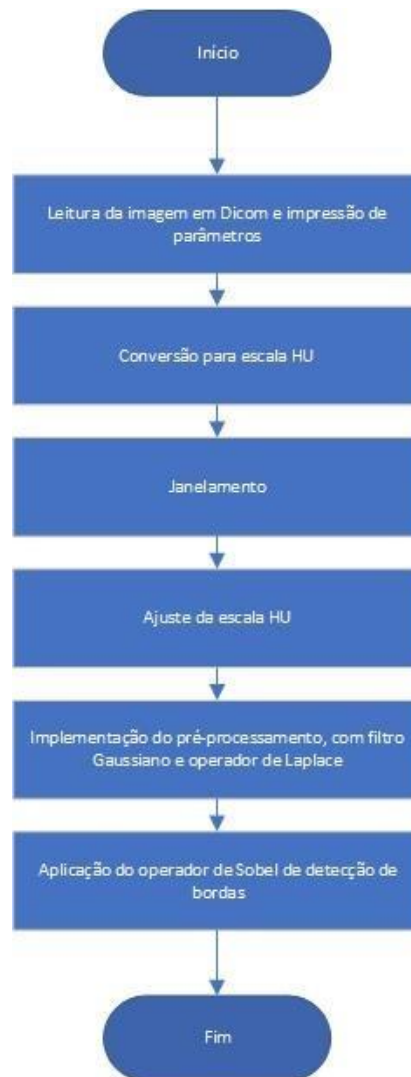 Início
Leitura da imagem em Dicom e impressão de
parâmetros
Conversão para escala HU
Janelamento
Ajuste da escala HU
Implementação do pré-processamento, com filtro
Gaussiano e operador de Laplace
Aplicação do operador de Sobel de detecção de
bordas
Fim